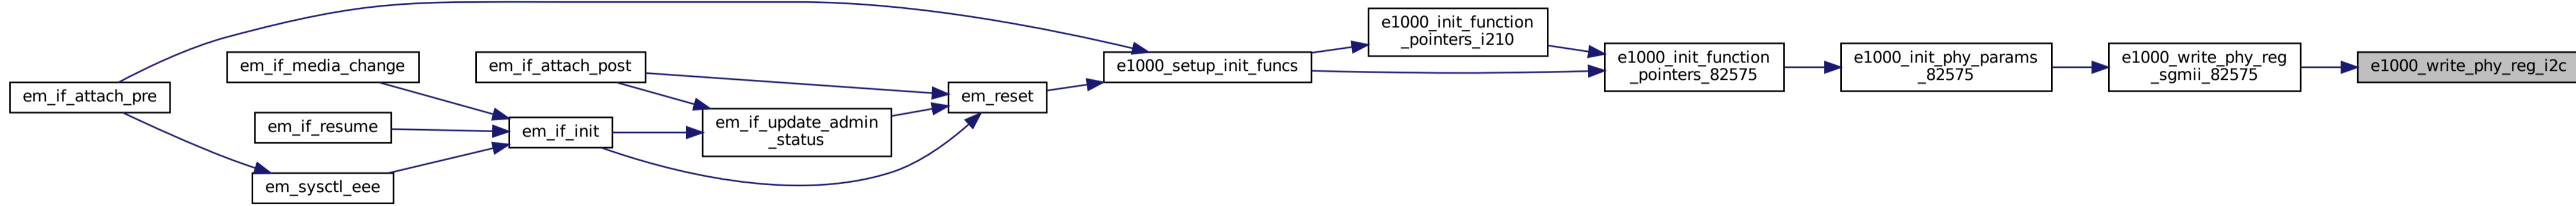 em_if_attach_pre
em_if_media_change
em_if_resume
em_sysctl_eee
em_if_attach_post
em_if_init
em_if_update_admin
_status
em_reset
e1000_setup_init_funcs
e1000_init_function
_pointers_i210
e1000_init_function
_pointers_82575
e1000_init_phy_params
_82575
e1000_write_phy_reg
_sgmii_82575
e1000_write_phy_reg_i2c